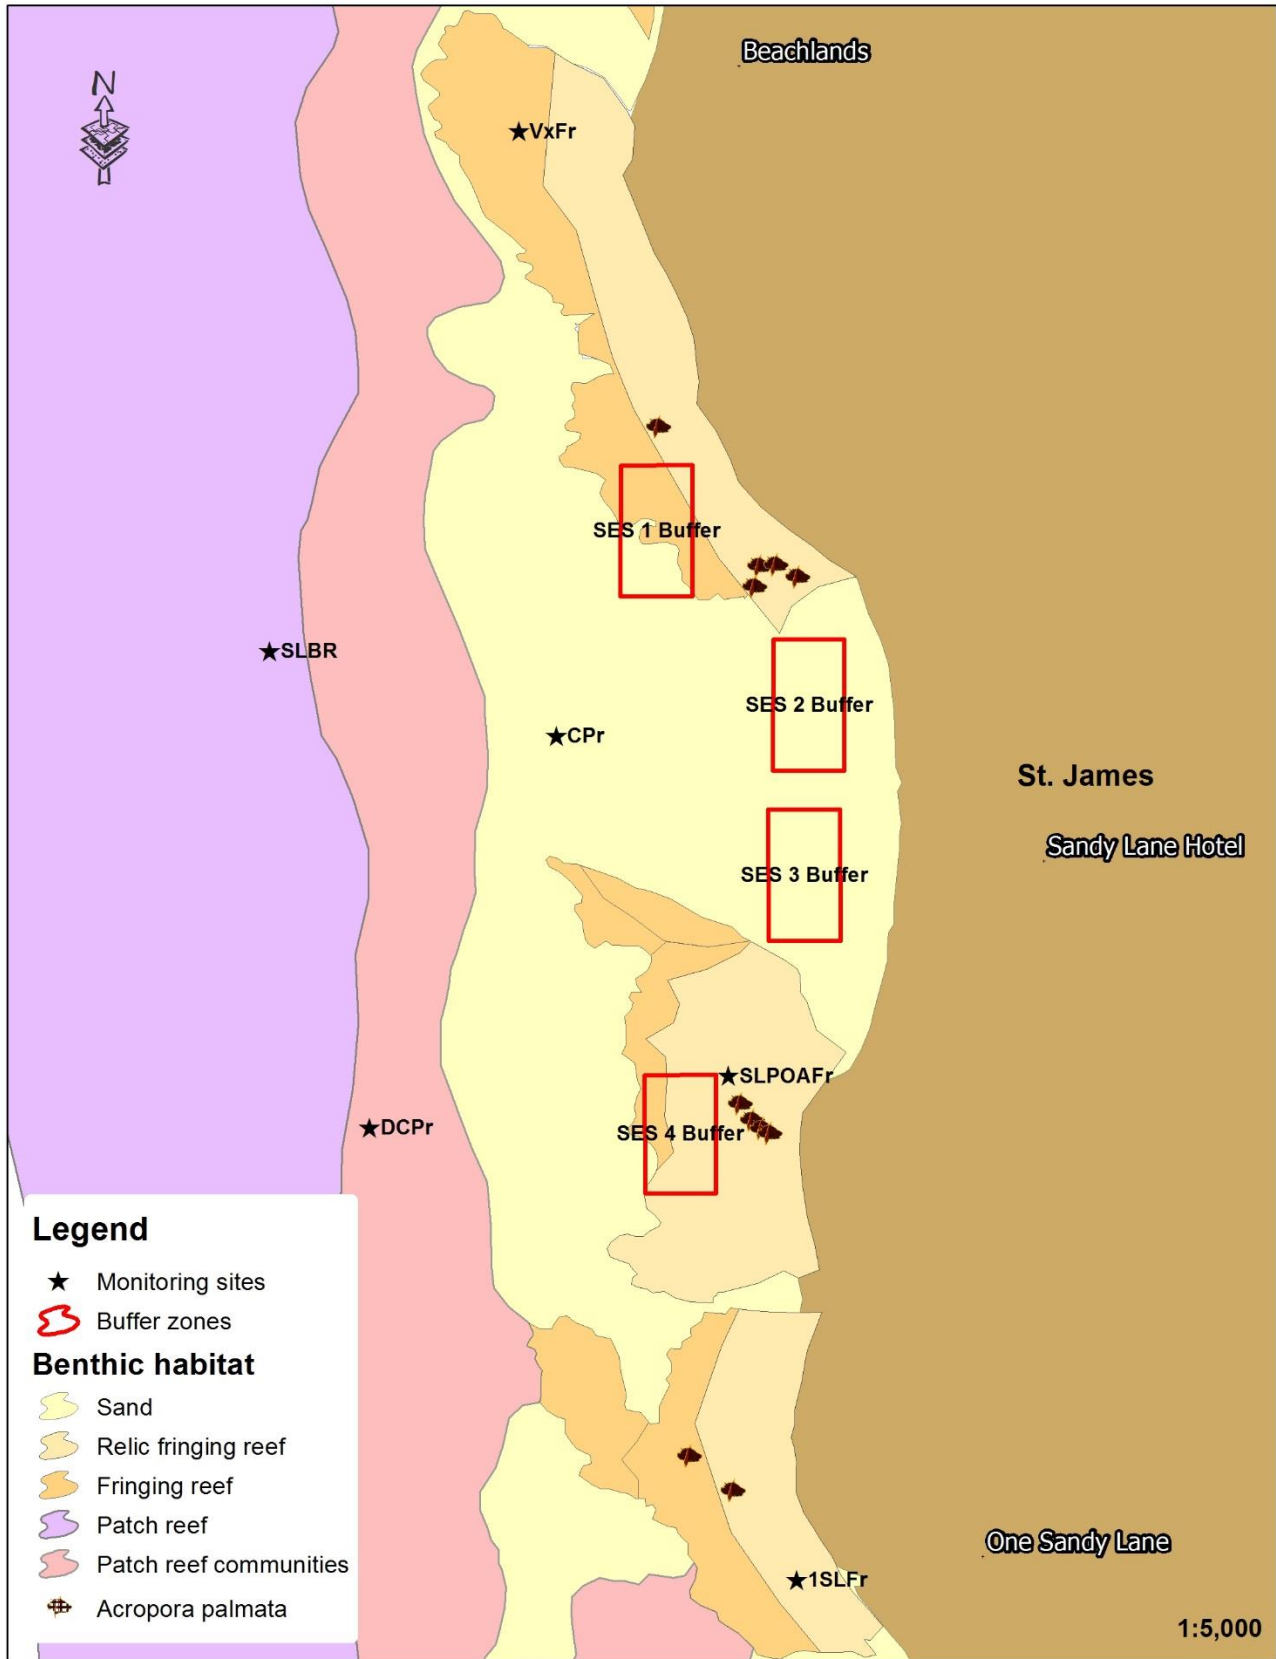 N
Beachlands
VxFr
SES 1 Buffer
SLBR
SES 2 Buffer
CPr
St. James
Sandy Lane Hotel
SES 3 Buffer
SLPOAFr
DCPr
SES 4 Buffer
Legend
Monitoring sites
Buffer zones
Benthic habitat
Sand
Relic fringing reef
Fringing reef
Patch reef
Patch reef communities
Acropora palmata
One Sandy Lane
1SLFr
1:5,000